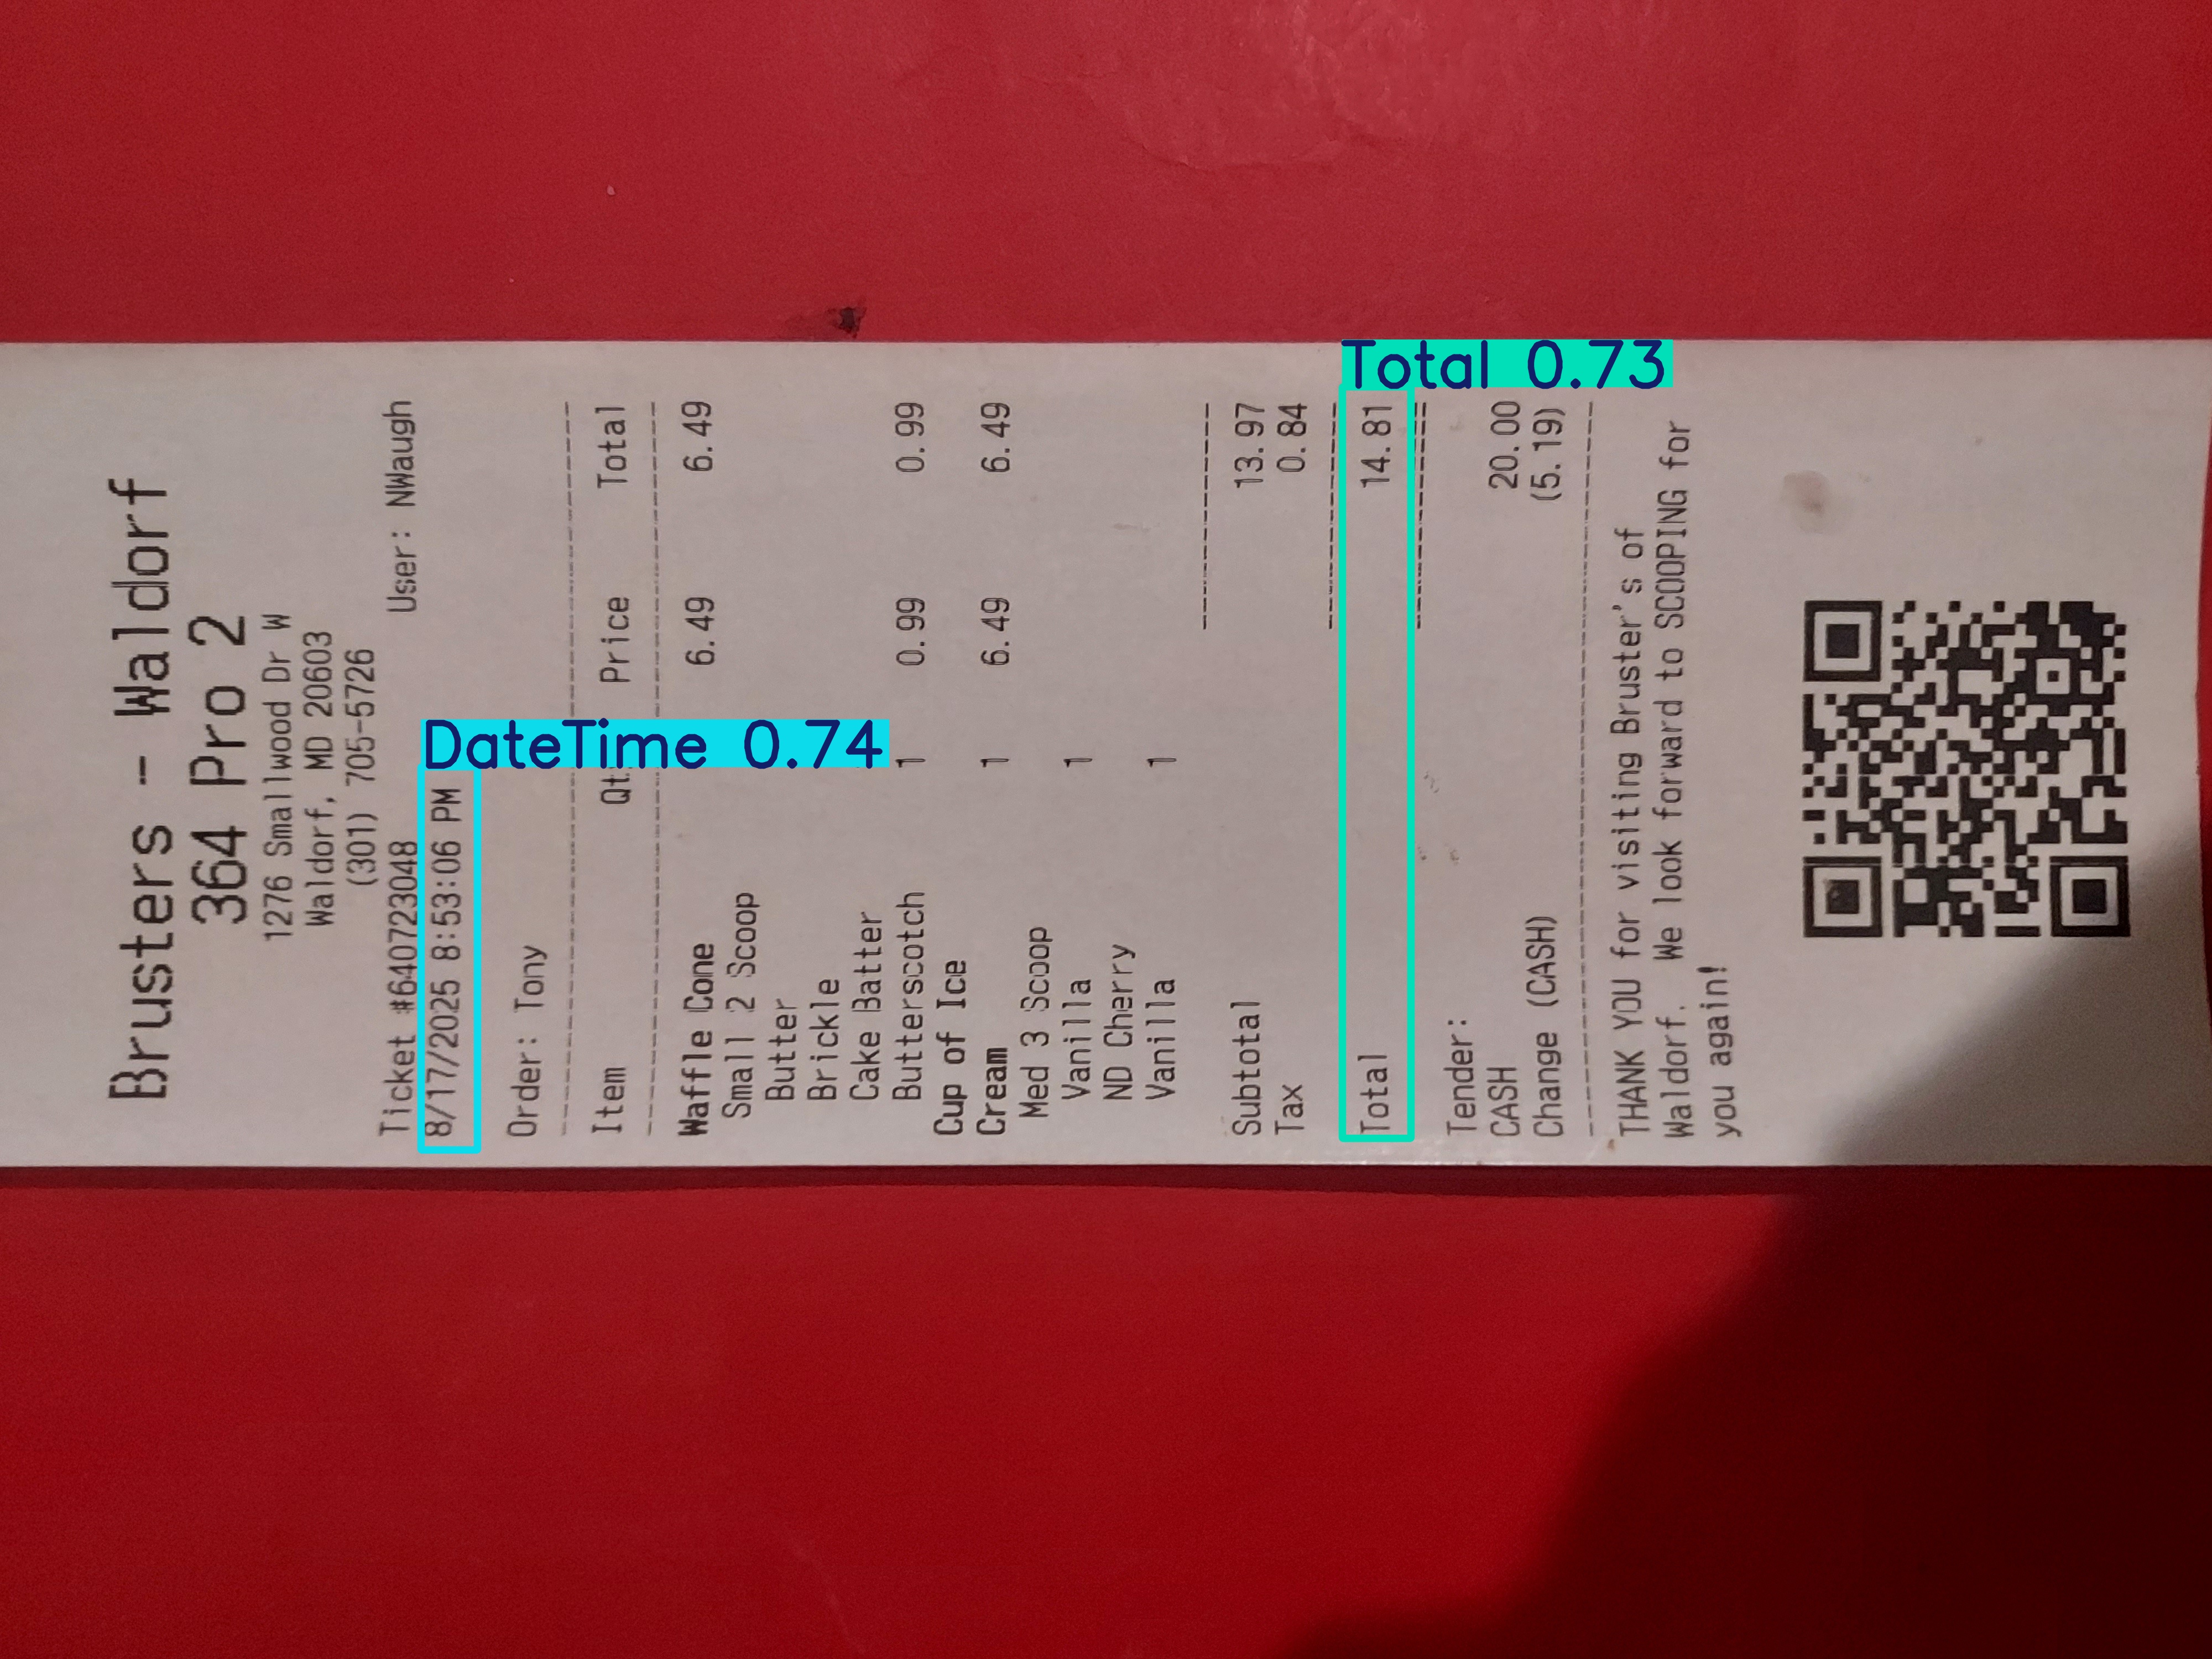 Brusters - Waldorf
364 Pro 2
1276 Smallwood Dr W
Waldorf, MD 20603
(301) 705-5726
Ticket #640723048 User: NWaugh
8/17/2025 8:53:06 PM
DateTime 0.74
Order: Tony
Item Qt Price Total
Waffle Cone 6.49 6.49
Small 2 Scoop
Butter
Brickle
Cake Batter
Butterscotch 1 0.99 0.99
Cup of Ice
Cream 1 6.49 6.49
Med 3 Scoop
Vanilla 1
ND Cherry
Vanilla 1
Subtotal 13.97
Tax 0.84
Total 0.73
Total 14.81
Tender:
CASH 20.00
Change (CASH) (5.19)
THANK YOU for visiting Bruster's of
Waldorf. We look forward to SCOOPING for
you again!